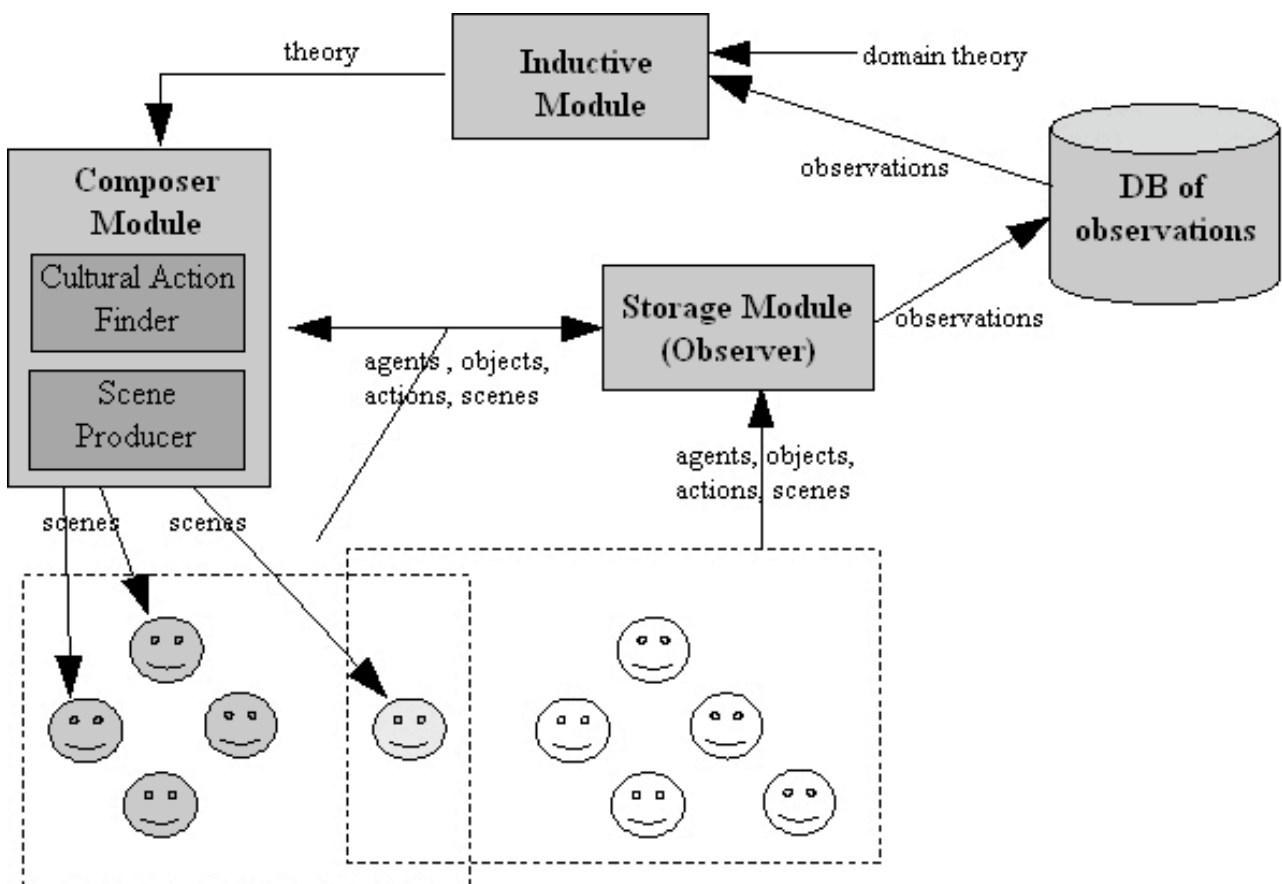 theory
Inductive
Module
domain theory
observations
DB of
observations
Composer
Module
Cultural Action
Finder
Scene
Producer
Storage Module
(Observer)
observations
agents , objects,
actions, scenes
agents, objects,
actions, scenes
scenes
scenes